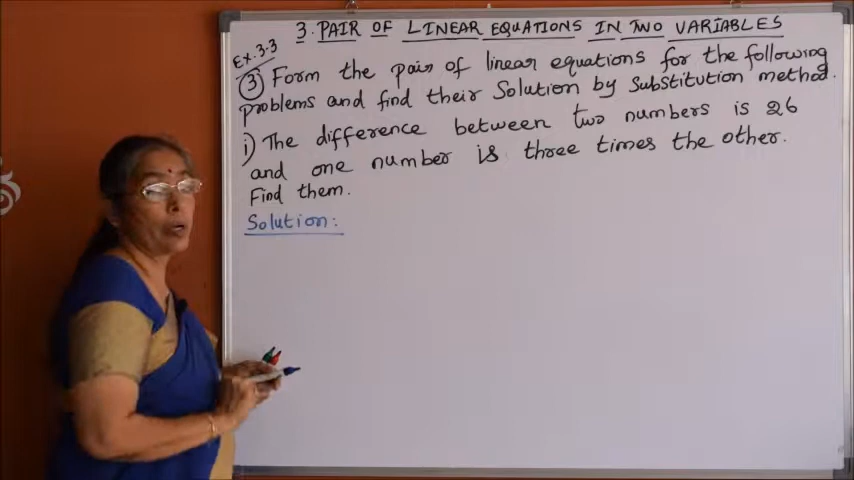 3. PAIR OF LINEAR EQUATIONS IN TWO VARIABLES
Ex.3.3
3 Form the pair of linear equations for the following
problems and find their Solution by Substitution method.
i) The difference between two numbers is 26
and one number is three times the other.
Find them.
Solution: